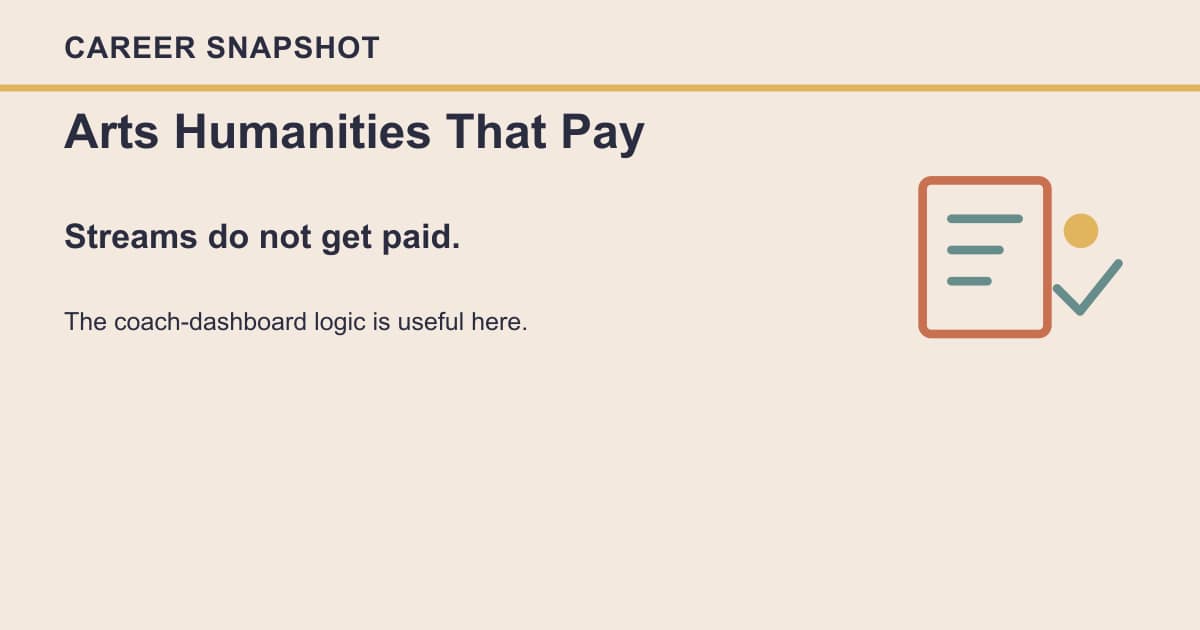 CAREER SNAPSHOT
Arts Humanities That Pay
Streams do not get paid.
The coach-dashboard logic is useful here.